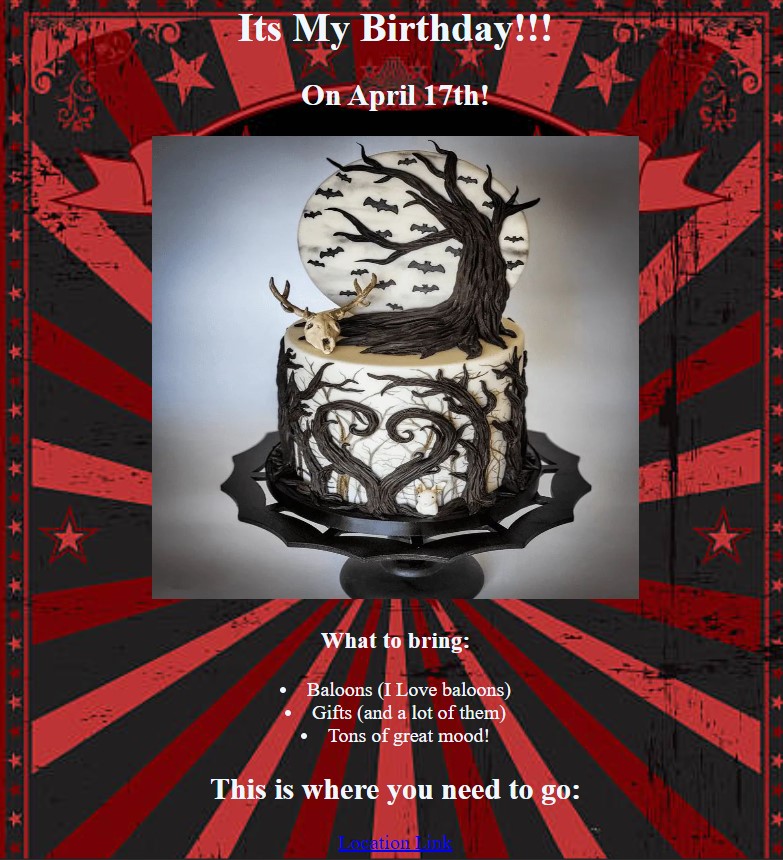 Its My Birthday!!!
On April 17th!
What to bring:
• Baloons (I Love baloons)
• Gifts (and a lot of them)
• Tons of great mood!
This is where you need to go:
Location Link